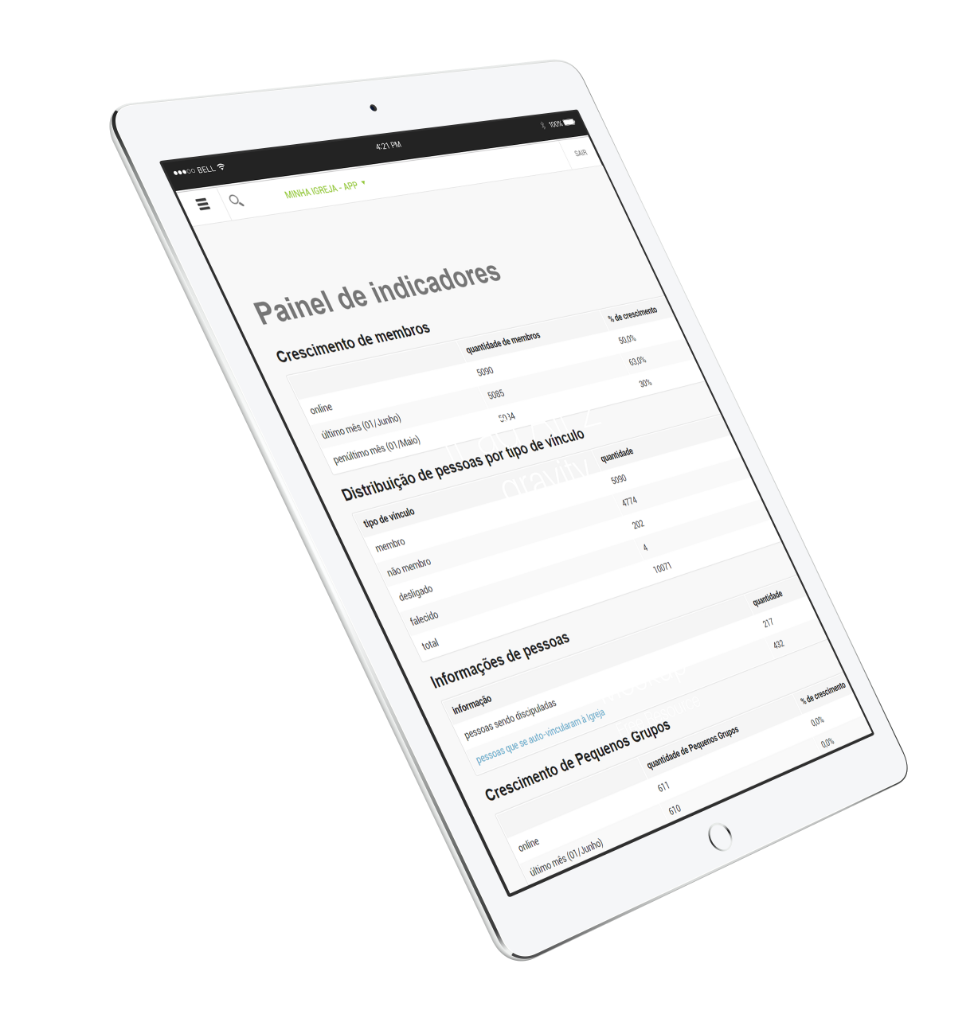 BELL 4:21 PM 100%
MINHA IGREJA - APP SAIR
Painel de indicadores
Crescimento de membros
quantidade de membros % de crescimento
online 5090 50,0%
último mês (01/Junho) 5085 63,0%
penúltimo mês (01/Maio) 30%
Distribuição de pessoas por tipo de vínculo
gravity
tipo de vínculo quantidade
membro 5090
não membro 4774
desligado 202
falecido 4
total 10071
Informações de pessoas
informação quantidade
pessoas sendo discipuladas 217
pessoas que se auto-vincularam à Igreja 432
Crescimento de Pequenos Grupos
quantidade de Pequenos Grupos % de crescimento
online 611 0,0%
último mês (01/Junho) 610 0,0%